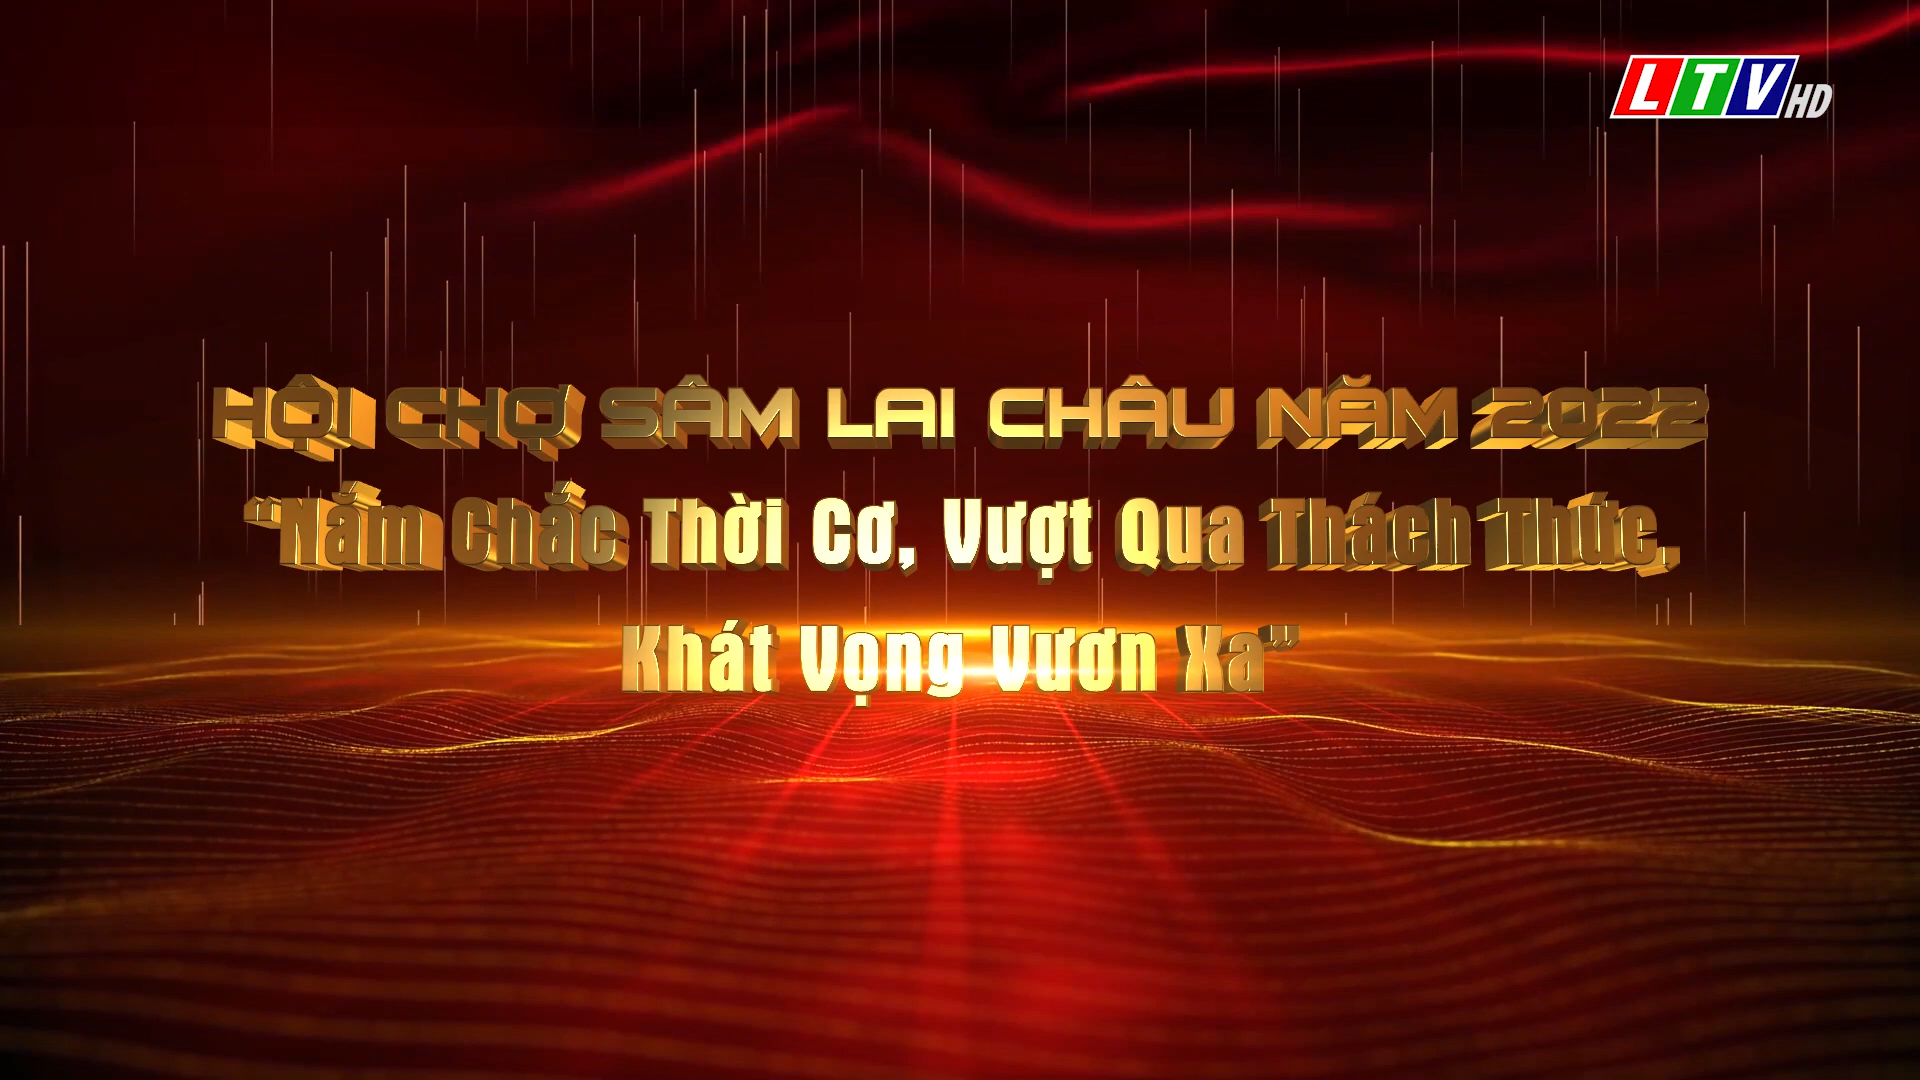 LTV HD
HỘI CHỢ SÂM LAI CHÂU NĂM 2022
“Nắm Chắc Thời Cơ, Vượt Qua Thách Thức,
Khát Vọng Vươn Xa”